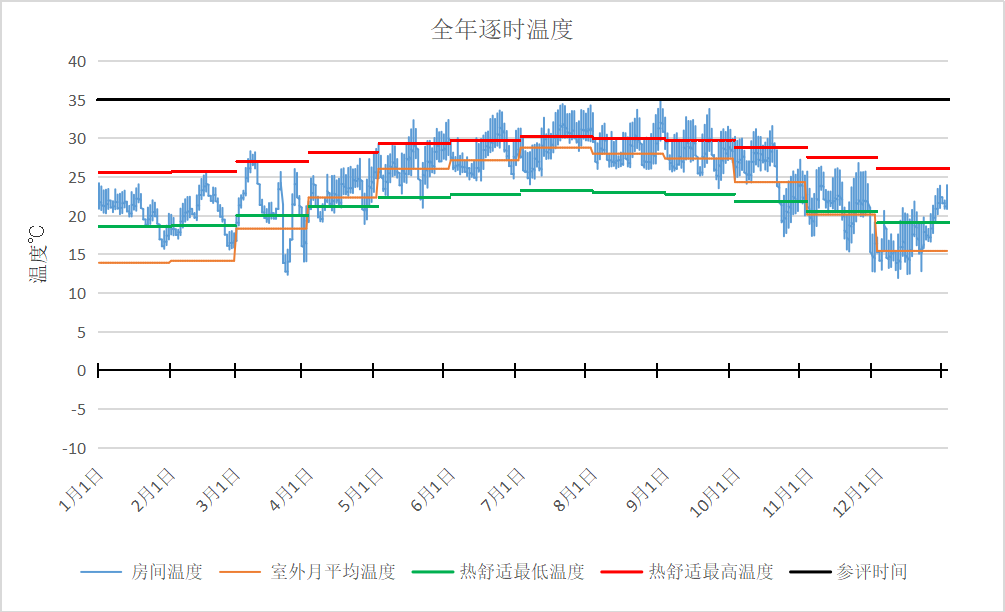 全年逐时温度
40
35
30
25
20
15
10
5
0
-5
-10
温度℃
1月1日
2月1日
3月1日
4月1日
5月1日
6月1日
7月1日
8月1日
9月1日
10月1日
11月1日
12月1日
房间温度 室外月平均温度 热舒适最低温度 热舒适最高温度 参评时间